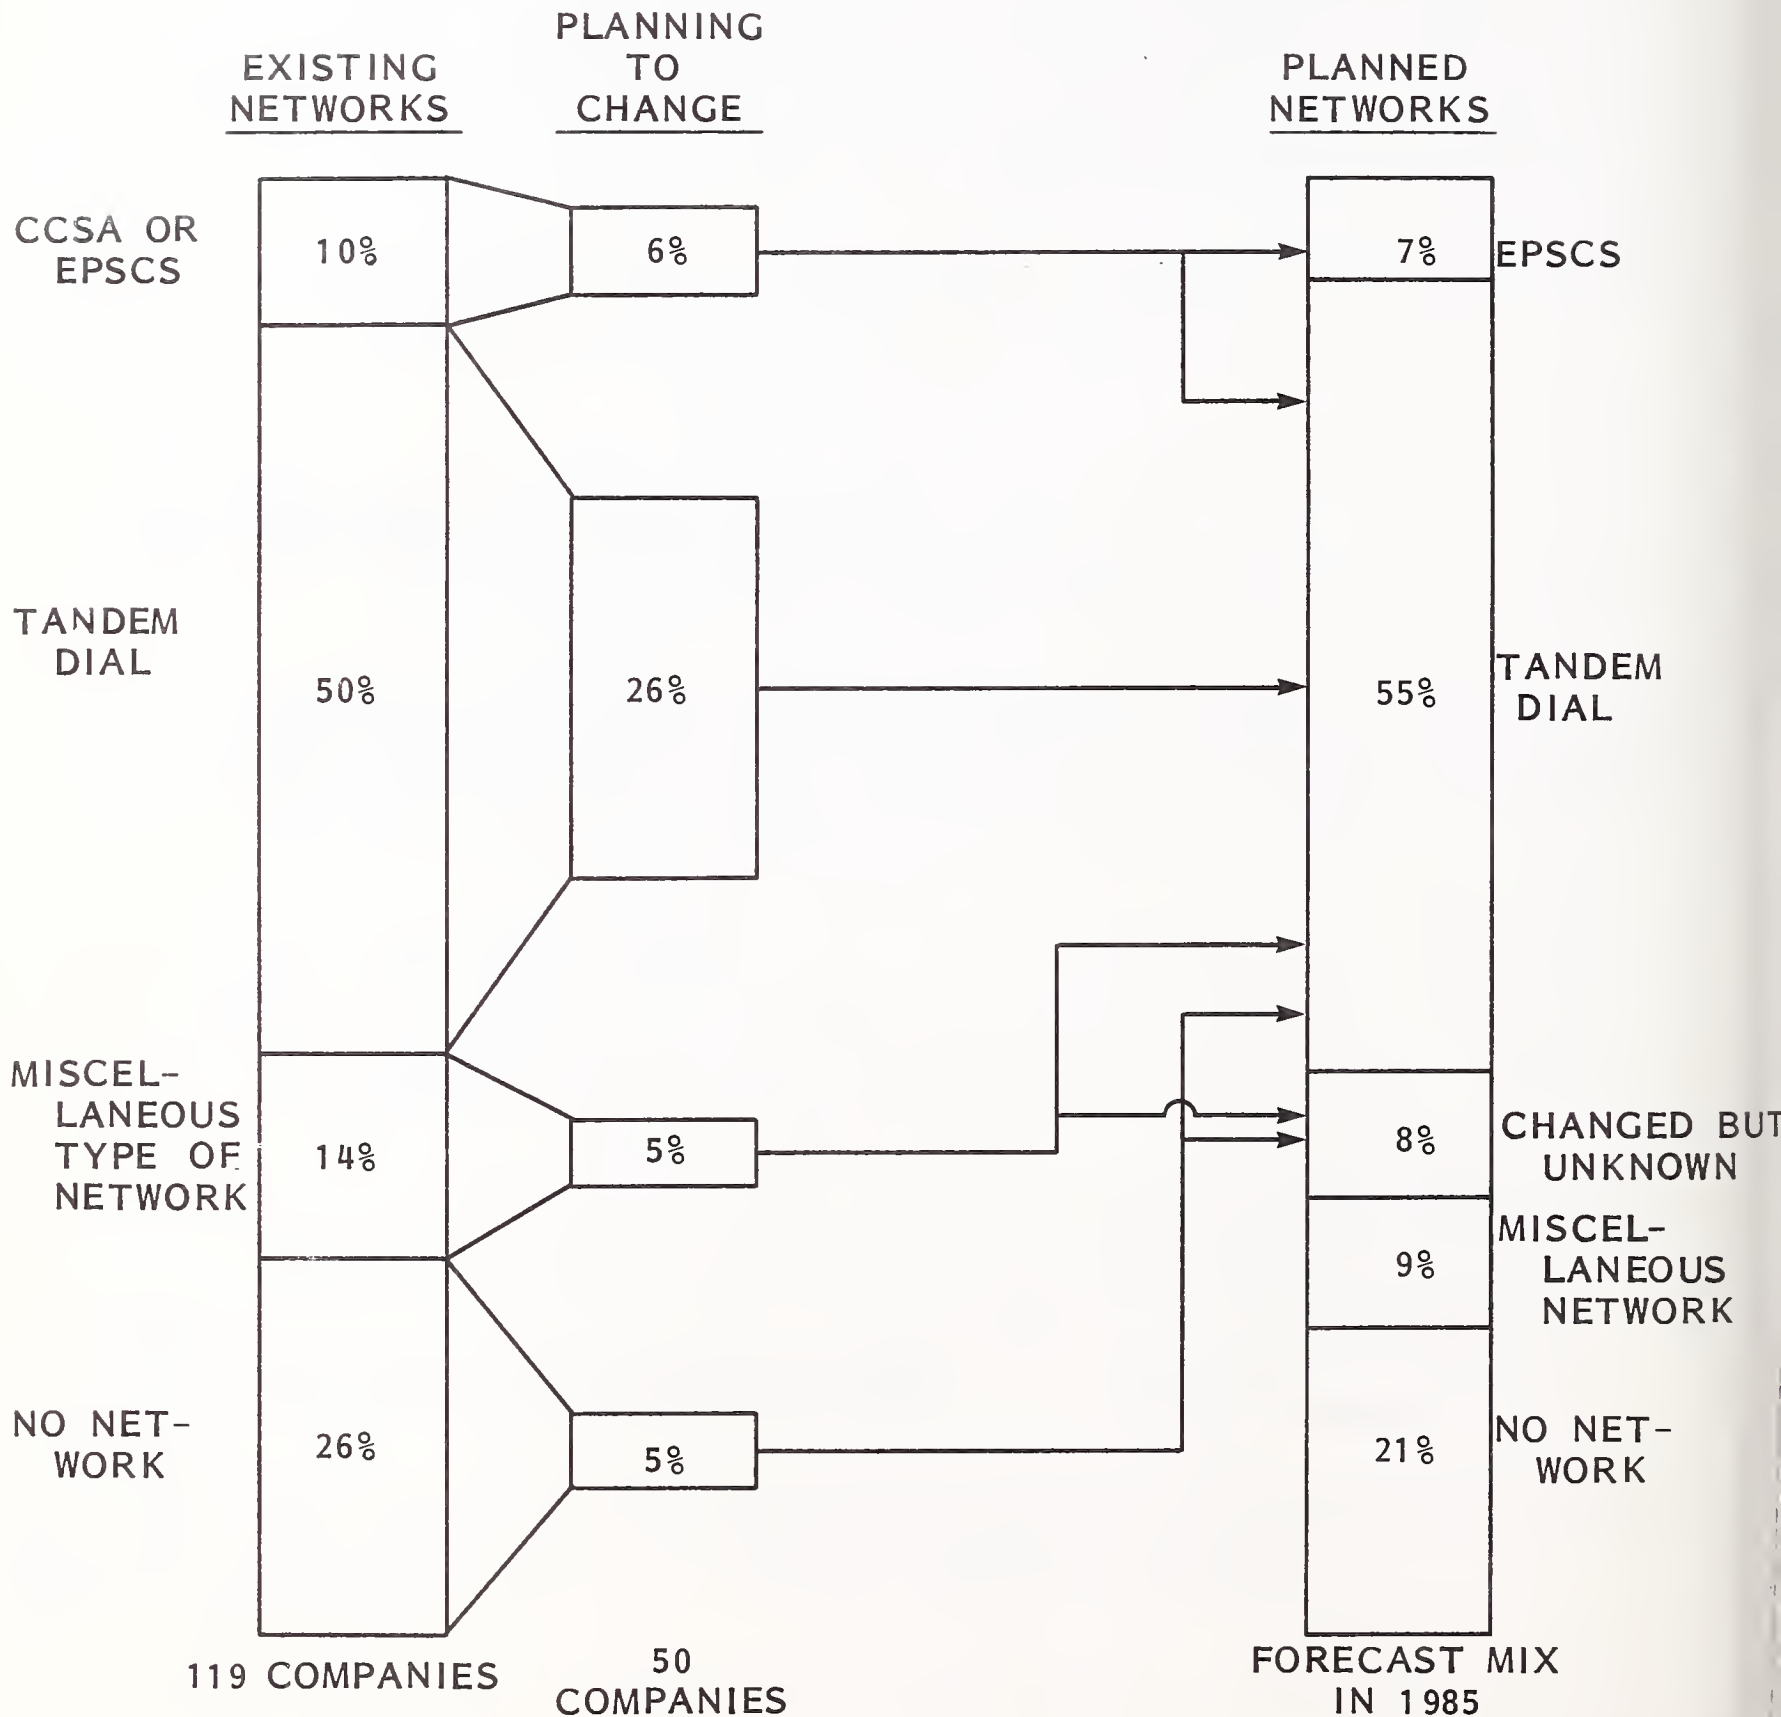 EXISTING
NETWORKS
PLANNING
TO
CHANGE
PLANNED
NETWORKS
CCSA OR
EPSCS
10%
6%
7%
EPSCS
TANDEM
DIAL
50%
26%
55%
TANDEM
DIAL
MISCEL-
LANEOUS
TYPE OF
NETWORK
14%
5%
8%
CHANGED BUT
UNKNOWN
9%
MISCEL-
LANEOUS
NETWORK
NO NET-
WORK
26%
5%
21%
NO NET-
WORK
119 COMPANIES
50
COMPANIES
FORECAST MIX
IN 1985